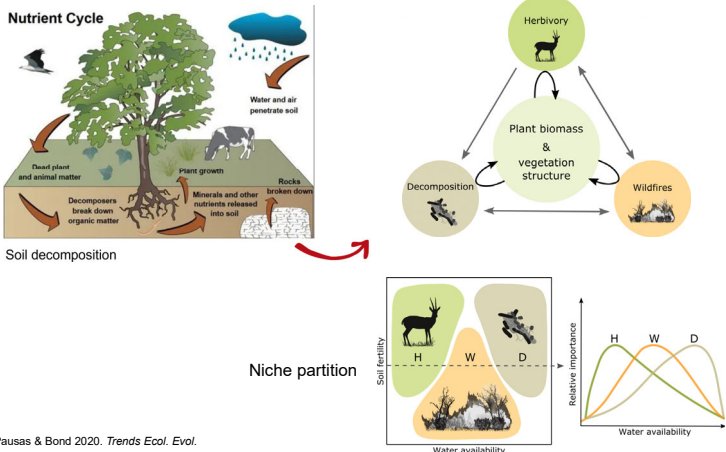 Nutrient Cycle
Water and air
penetrate soil
Dead plant
and animal matter
Plant growth
Rocks
broken down
Decomposers
break down
organic matter
Minerals and other
nutrients released
into soil
Soil decomposition
Herbivory
Plant biomass
&
vegetation
structure
Decomposition
Wildfires
Niche partition
Soil fertility
H
W
D
Water availability
Relative importance
H
W
D
Water availability
Pausas & Bond 2020. Trends Ecol. Evol.